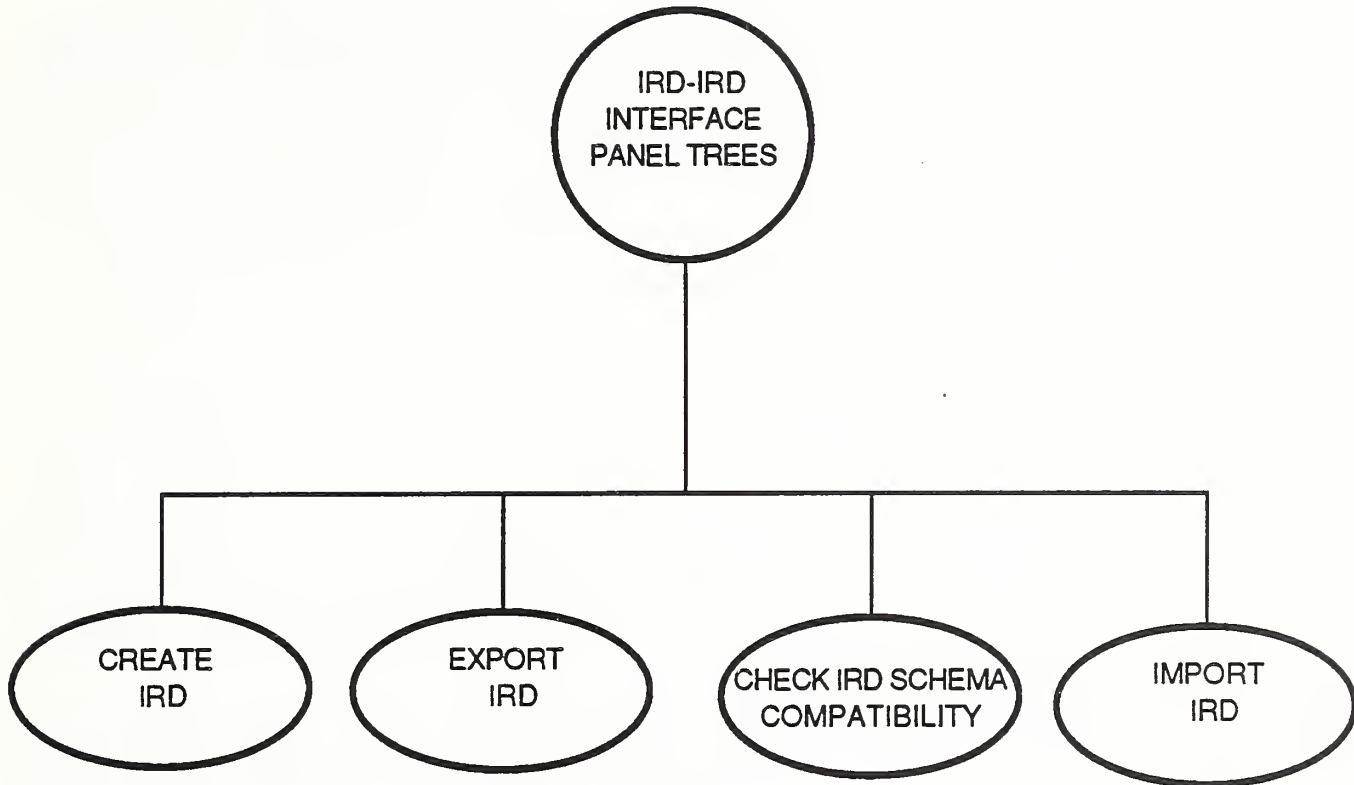 IRD-IRD
INTERFACE
PANEL TREES
CREATE
IRD
EXPORT
IRD
CHECK IRD SCHEMA
COMPATIBILITY
IMPORT
IRD